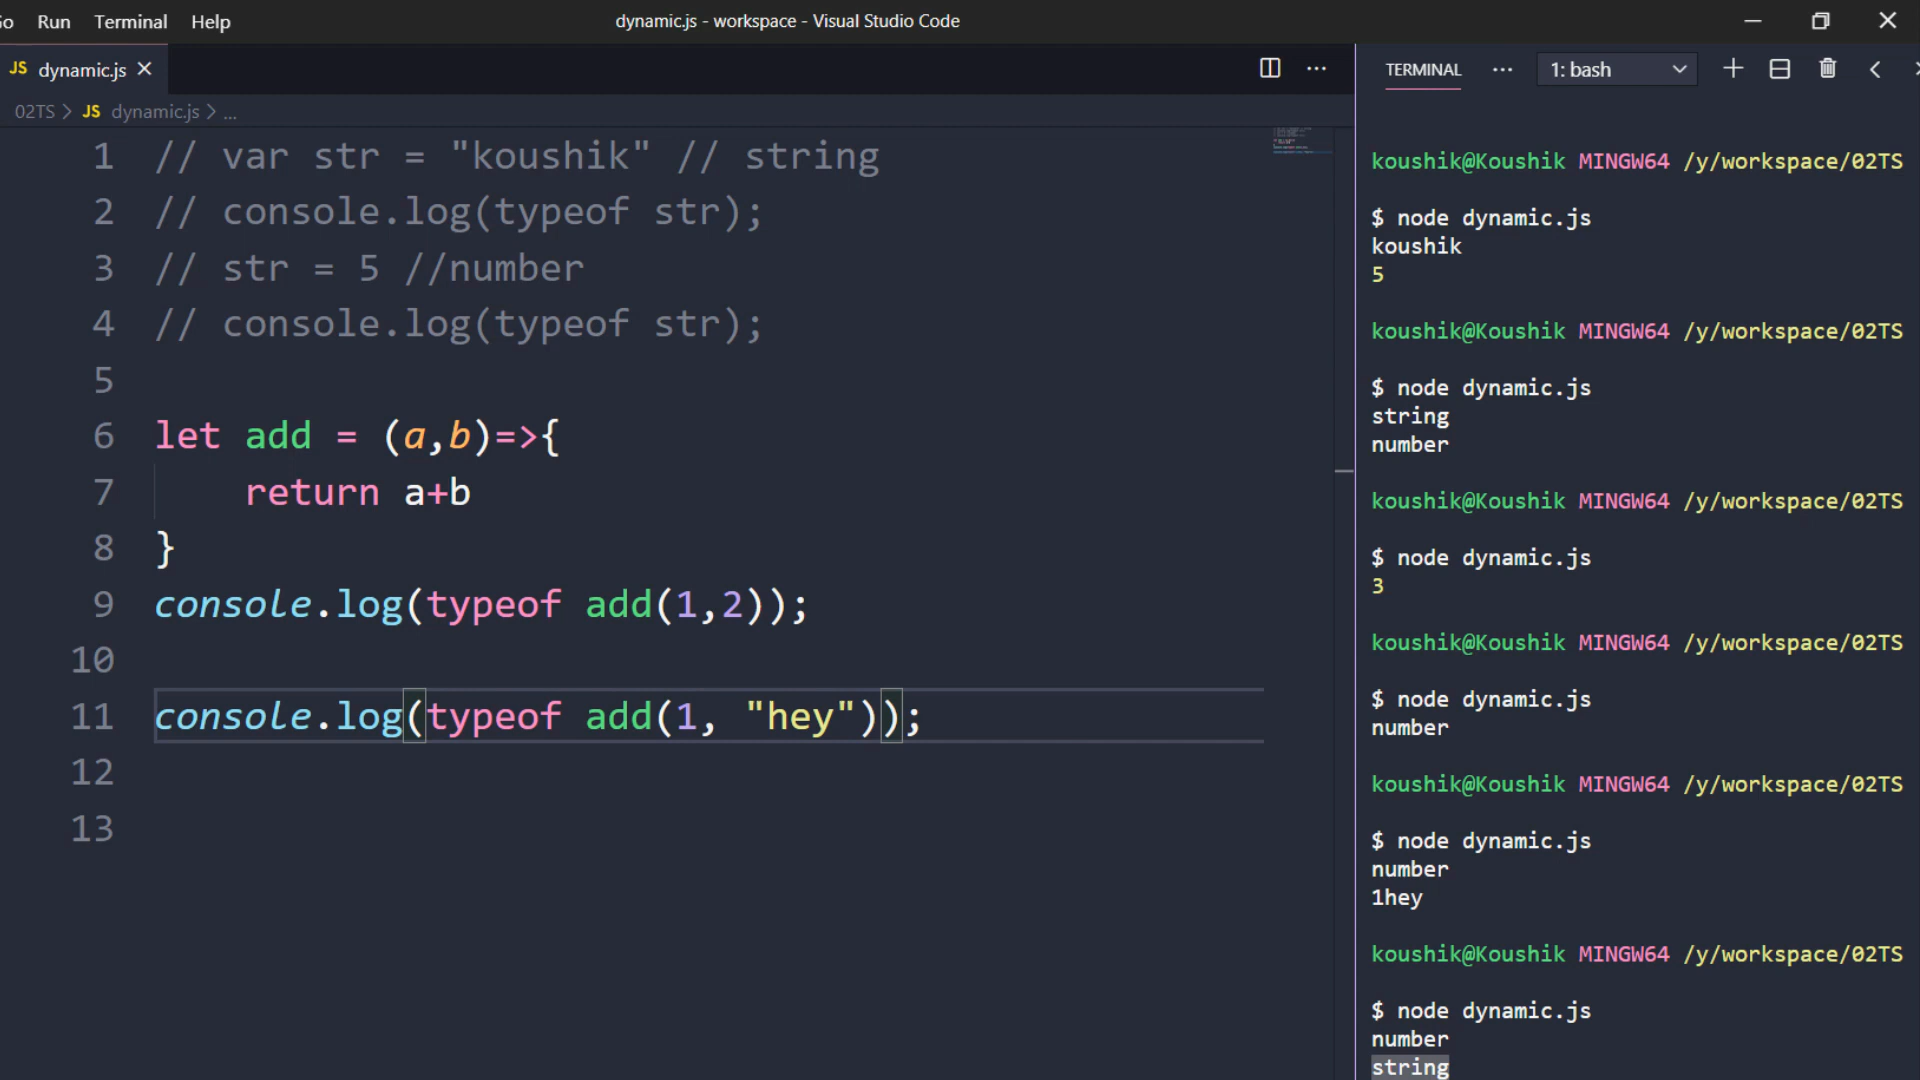 Run Terminal Help
dynamic.js - workspace - Visual Studio Code
JS dynamic.js
02TS > JS dynamic.js > ...
1 // var str = "koushik" // string
2 // console.log(typeof str);
3 // str = 5 //number
4 // console.log(typeof str);
5
6 let add = (a,b)=>{
7 return a+b
8 }
9 console.log(typeof add(1,2));
10
11 console.log(typeof add(1, "hey"));
12
13
TERMINAL ... 1: bash
koushik@Koushik MINGW64 /y/workspace/02TS
$ node dynamic.js
koushik
5
koushik@Koushik MINGW64 /y/workspace/02TS
$ node dynamic.js
string
number
koushik@Koushik MINGW64 /y/workspace/02TS
$ node dynamic.js
3
koushik@Koushik MINGW64 /y/workspace/02TS
$ node dynamic.js
number
koushik@Koushik MINGW64 /y/workspace/02TS
$ node dynamic.js
number
1hey
koushik@Koushik MINGW64 /y/workspace/02TS
$ node dynamic.js
number
string